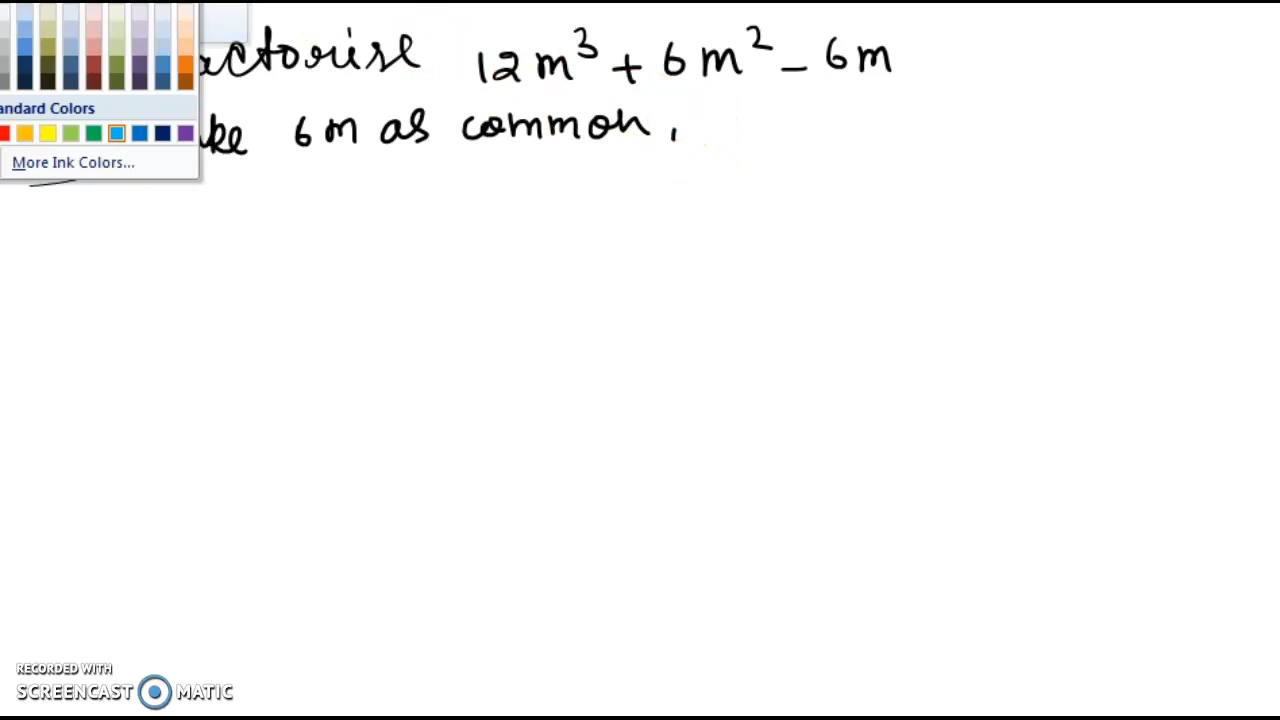 actorise 12m³ + 6m² - 6m
andard Colors
ke 6m as common,
More Ink Colors...
RECORDED WITH
SCREENCAST MATIC